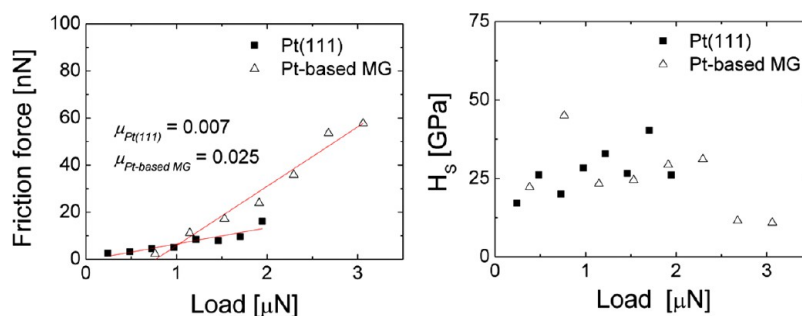 100
80
60
40
20
0
Friction force [nN]
■ Pt(111)
△ Pt-based MG
μPt(111) = 0.007
μPt-based MG = 0.025
0 1 2 3
Load [μN]
75
50
25
0
HS [GPa]
■ Pt(111)
△ Pt-based MG
0 1 2 3
Load [μN]